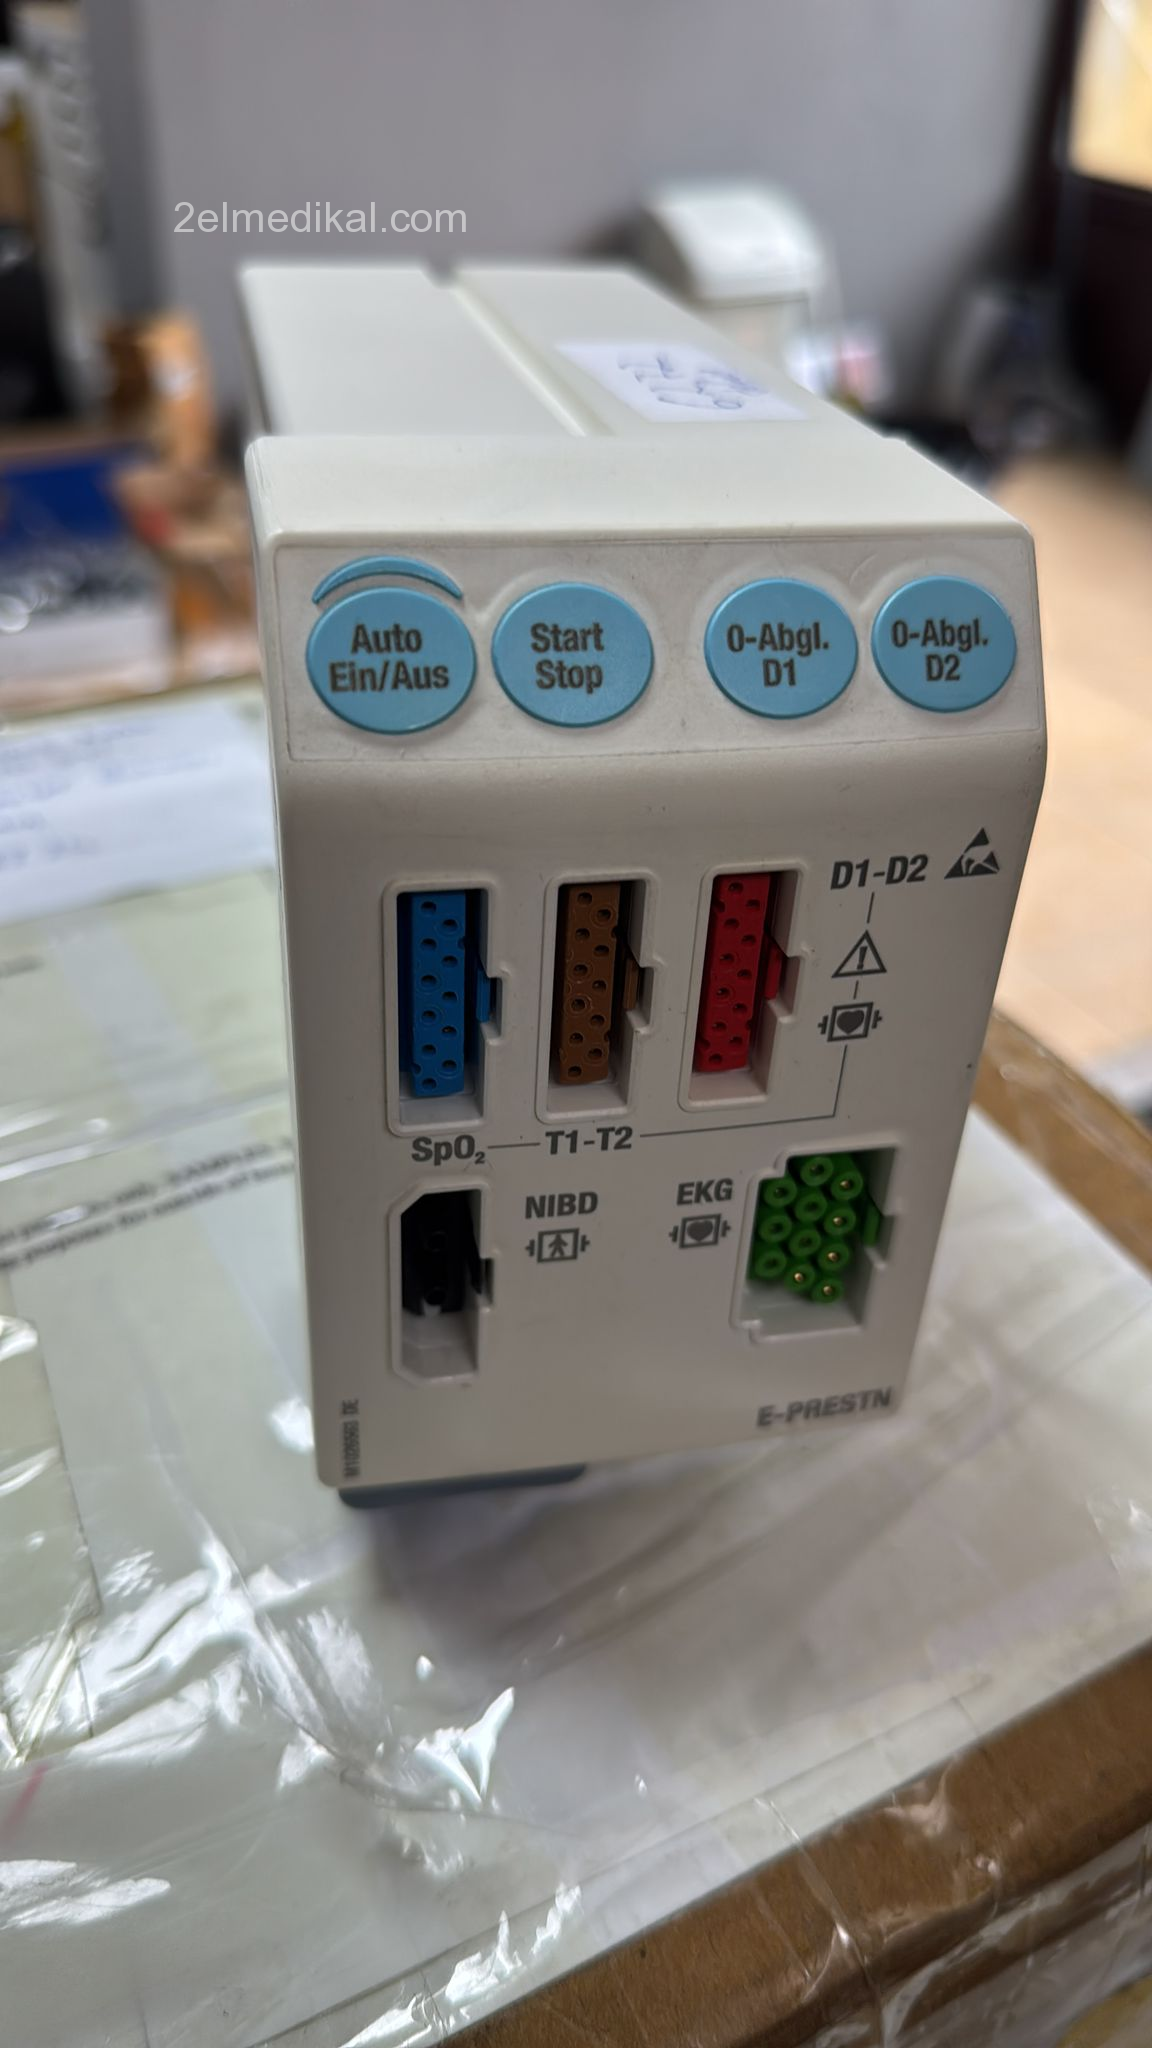 2elmedikal.com
Auto
Ein/Aus
Start
Stop
0-Abgl.
D1
0-Abgl.
D2
D1-D2
SpO₂
T1-T2
NIBD
EKG
E-PRESTN